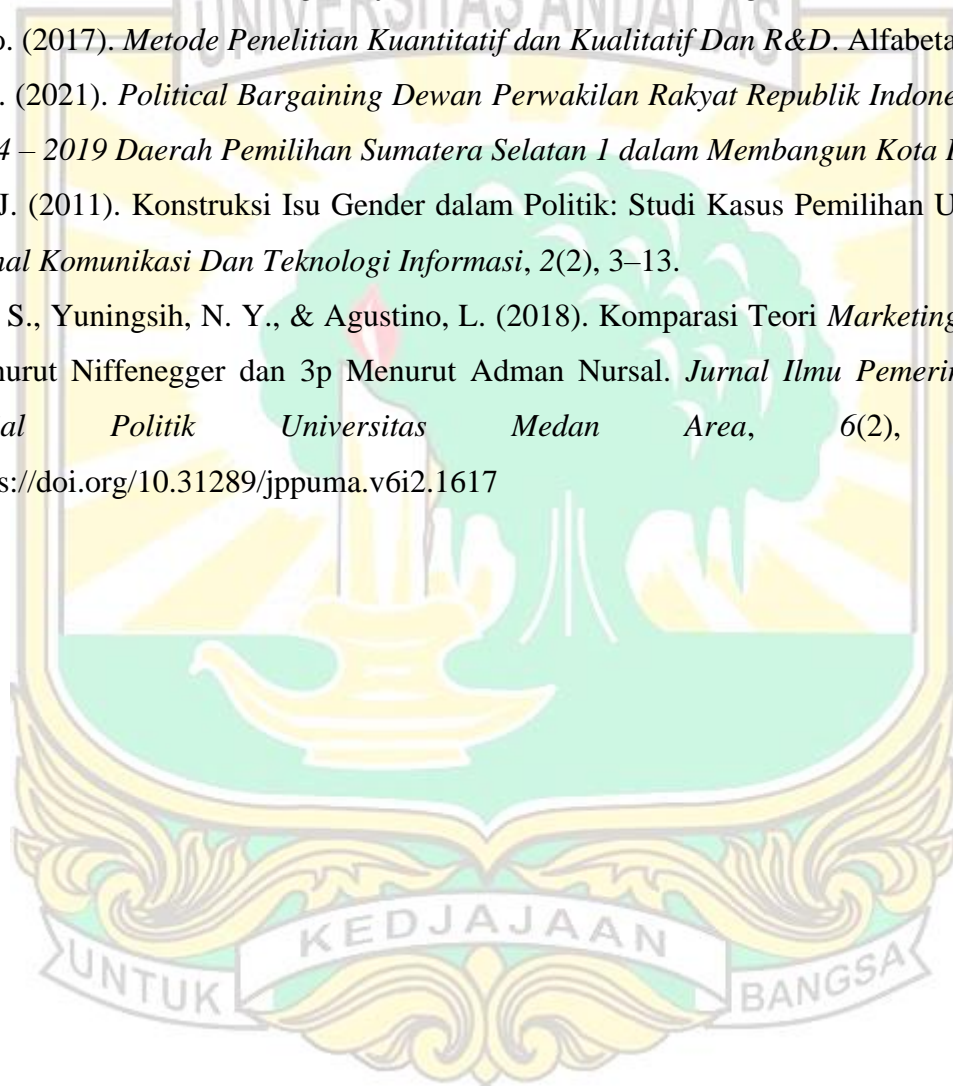 UNIVERSITAS ANDALAS
o. (2017). Metode Penelitian Kuantitatif dan Kualitatif Dan R&D. Alfabeta
. (2021). Political Bargaining Dewan Perwakilan Rakyat Republik Indone
4 – 2019 Daerah Pemilihan Sumatera Selatan 1 dalam Membangun Kota
J. (2011). Konstruksi Isu Gender dalam Politik: Studi Kasus Pemilihan U
nal Komunikasi Dan Teknologi Informasi, 2(2), 3–13.
S., Yuningsih, N. Y., & Agustino, L. (2018). Komparasi Teori Marketing
nurut Niffenegger dan 3p Menurut Adman Nursal. Jurnal Ilmu Pemerin
al Politik Universitas Medan Area, 6(2),
s://doi.org/10.31289/jppuma.v6i2.1617
KEDJAJAAN
UNTUK BANGSA